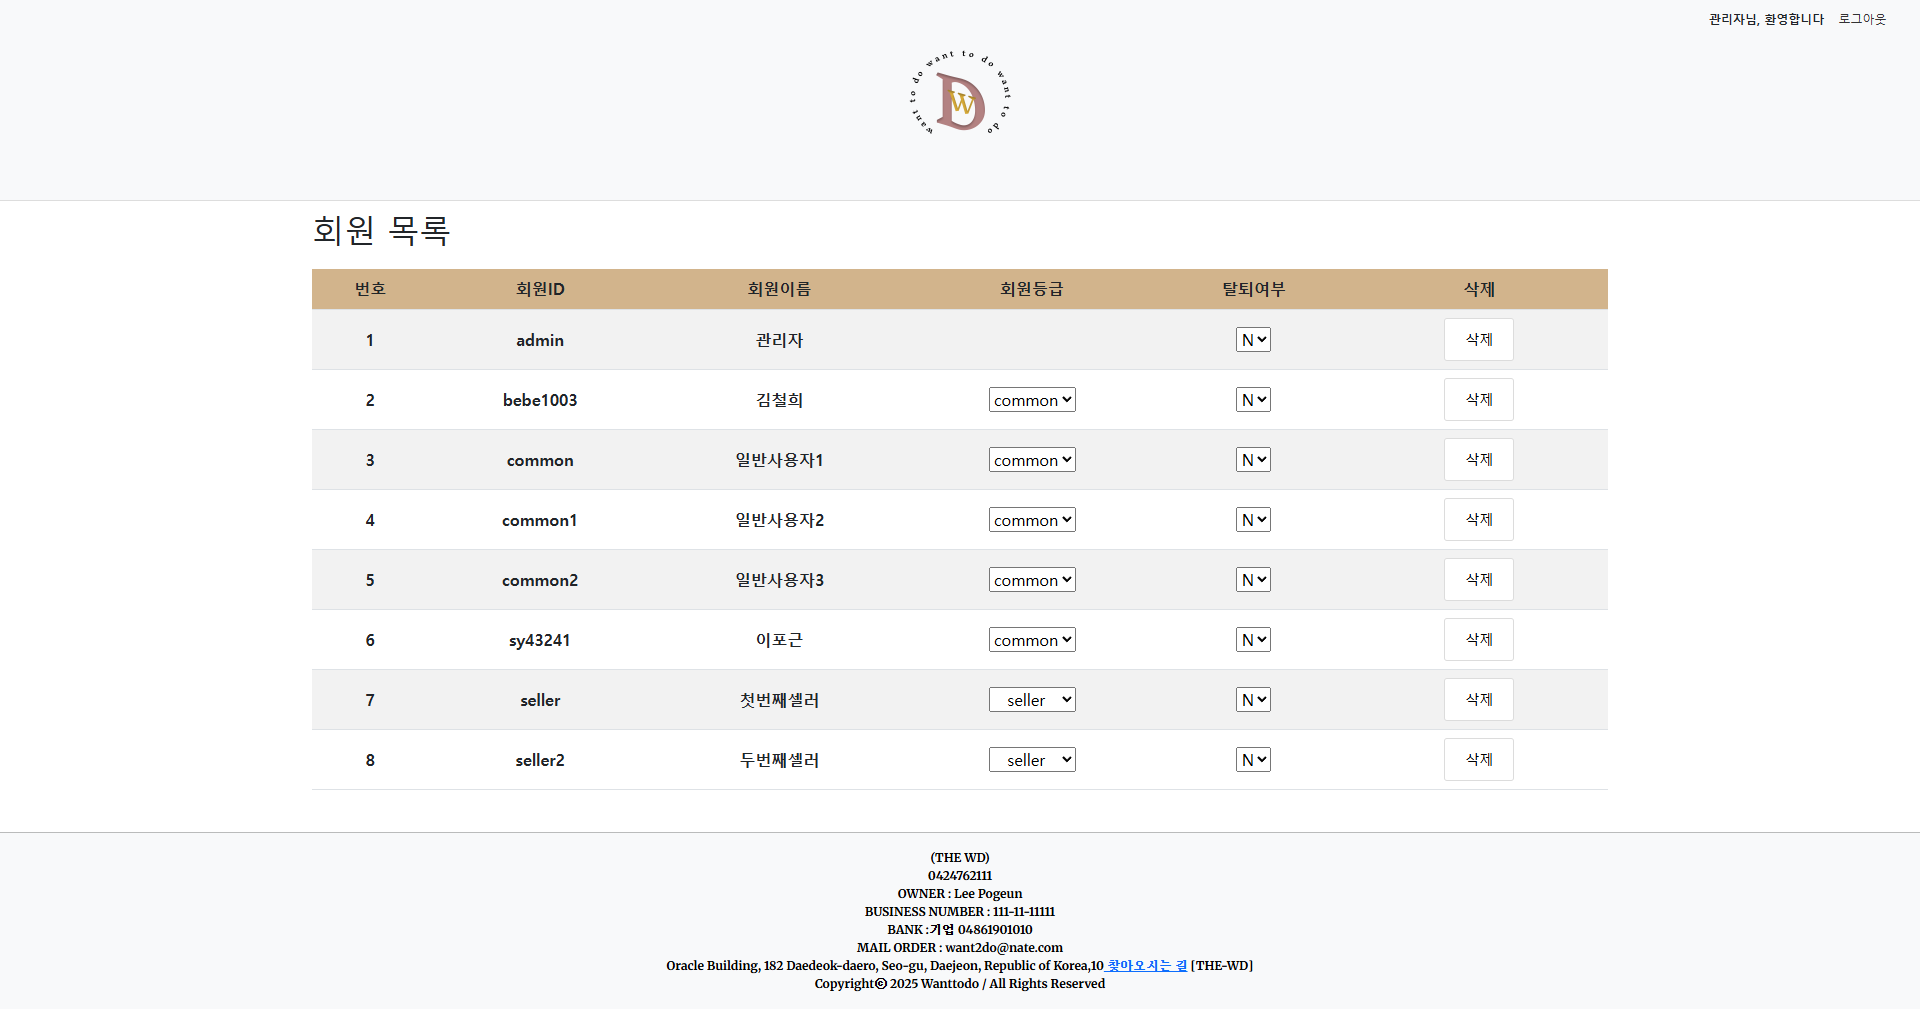 관리자님, 환영합니다 로그아웃
want to do want to do want to do
D
W
회원 목록
번호 회원ID 회원이름 회원등급 탈퇴여부 삭제
1 admin 관리자 N 삭제
2 bebe1003 김철희 common N 삭제
3 common 일반사용자1 common N 삭제
4 common1 일반사용자2 common N 삭제
5 common2 일반사용자3 common N 삭제
6 sy43241 이포근 common N 삭제
7 seller 첫번째셀러 seller N 삭제
8 seller2 두번째셀러 seller N 삭제
(THE WD)
0424762111
OWNER : Lee Pogeun
BUSINESS NUMBER : 111-11-11111
BANK :기업 04861901010
MAIL ORDER : want2do@nate.com
Oracle Building, 182 Daedeok-daero, Seo-gu, Daejeon, Republic of Korea,10 찾아오시는 길 [THE-WD]
Copyrightⓒ 2025 Wanttodo / All Rights Reserved